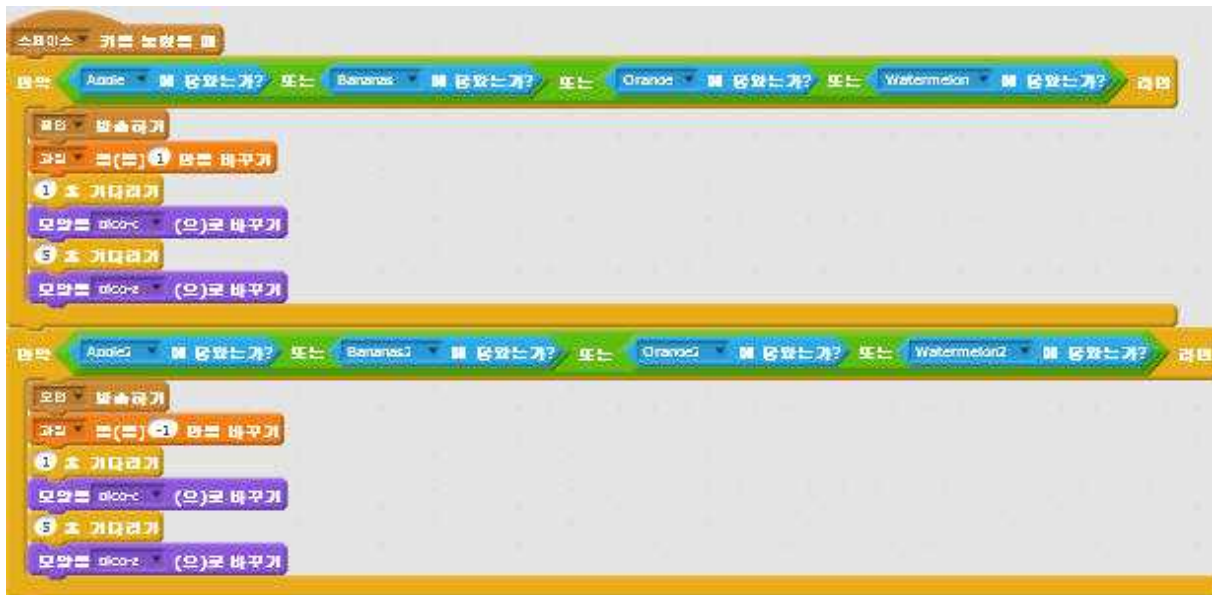 스페이스 키를 눌렀을 때
만약 Apple 에 닿았는가? 또는 Bananas 에 닿았는가? 또는 Orange 에 닿았는가? 또는 Watermelon 에 닿았는가? 라면
방송하기
과일 을(를) 1 만큼 바꾸기
1 초 기다리기
모양을 pico-c (으)로 바꾸기
5 초 기다리기
모양을 pico-a (으)로 바꾸기
만약 Apple2 에 닿았는가? 또는 Bananas2 에 닿았는가? 또는 Orange2 에 닿았는가? 또는 Watermelon2 에 닿았는가? 라면
방송하기
과일 을(를) -1 만큼 바꾸기
1 초 기다리기
모양을 pico-c (으)로 바꾸기
5 초 기다리기
모양을 pico-a (으)로 바꾸기